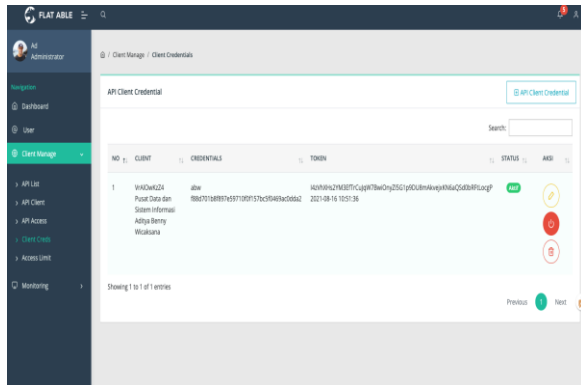 FLAT ABLE
5
Ad
Administrator
/ Client Manage / Client Credentials
Navigation
Dashboard
User
Client Manage
> API List
> API Client
> API Access
> Client Creds
> Access Limit
Monitoring
API Client Credential
API Client Credential
Search:
NO CLIENT CREDENTIALS TOKEN STATUS AKSI
1
Pusat Data dan
Sistem Informasi
Aditya Benny
Wicaksana
abw
2021-08-16 10:51:36
Aktif
Showing 1 to 1 of 1 entries
Previous 1 Next